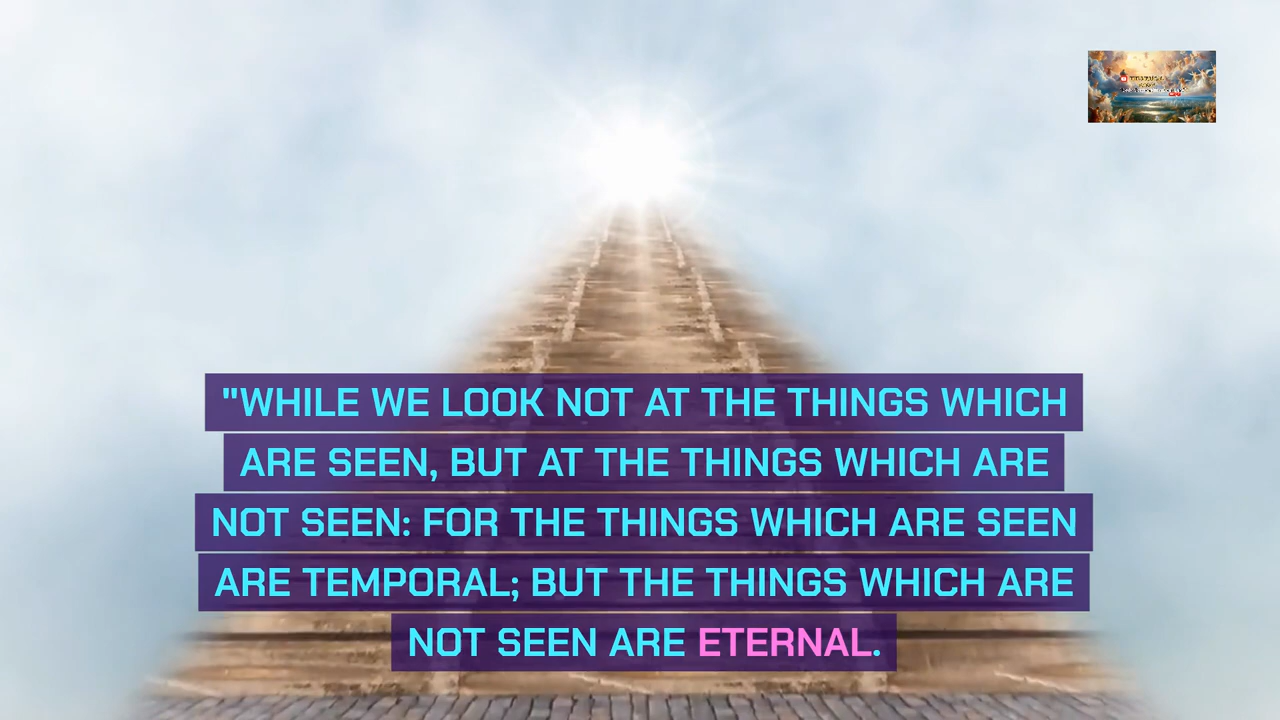 "WHILE WE LOOK NOT AT THE THINGS WHICH
ARE SEEN, BUT AT THE THINGS WHICH ARE
NOT SEEN: FOR THE THINGS WHICH ARE SEEN
ARE TEMPORAL; BUT THE THINGS WHICH ARE
NOT SEEN ARE ETERNAL.